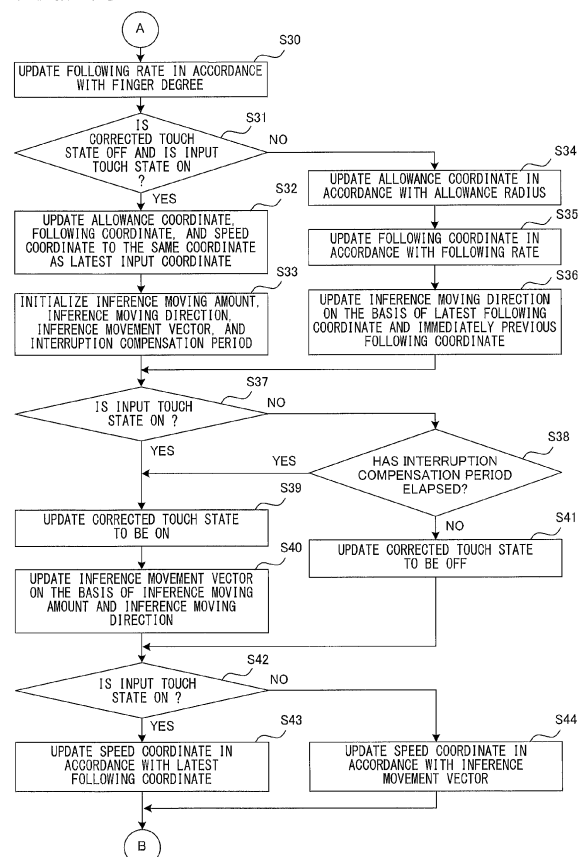 A
S30
UPDATE FOLLOWING RATE IN ACCORDANCE
WITH FINGER DEGREE
S31
IS
CORRECTED TOUCH
STATE OFF AND IS INPUT
TOUCH STATE ON
?
NO
YES
S32
UPDATE ALLOWANCE COORDINATE,
FOLLOWING COORDINATE, AND SPEED
COORDINATE TO THE SAME COORDINATE
AS LATEST INPUT COORDINATE
S33
INITIALIZE INFERENCE MOVING AMOUNT,
INFERENCE MOVING DIRECTION,
INFERENCE MOVEMENT VECTOR, AND
INTERRUPTION COMPENSATION PERIOD
S34
UPDATE ALLOWANCE COORDINATE IN
ACCORDANCE WITH ALLOWANCE RADIUS
S35
UPDATE FOLLOWING COORDINATE IN
ACCORDANCE WITH FOLLOWING RATE
S36
UPDATE INFERENCE MOVING DIRECTION
ON THE BASIS OF LATEST FOLLOWING
COORDINATE AND IMMEDIATELY PREVIOUS
FOLLOWING COORDINATE
S37
IS INPUT TOUCH
STATE ON ?
NO
YES
S38
HAS INTERRUPTION
COMPENSATION PERIOD
ELAPSED?
YES
NO
S39
UPDATE CORRECTED TOUCH STATE
TO BE ON
S40
UPDATE INFERENCE MOVEMENT VECTOR
ON THE BASIS OF INFERENCE MOVING
AMOUNT AND INFERENCE MOVING
DIRECTION
S41
UPDATE CORRECTED TOUCH STATE
TO BE OFF
S42
IS INPUT TOUCH
STATE ON ?
NO
YES
S43
UPDATE SPEED COORDINATE IN
ACCORDANCE WITH LATEST
FOLLOWING COORDINATE
S44
UPDATE SPEED COORDINATE IN
ACCORDANCE WITH INFERENCE
MOVEMENT VECTOR
B